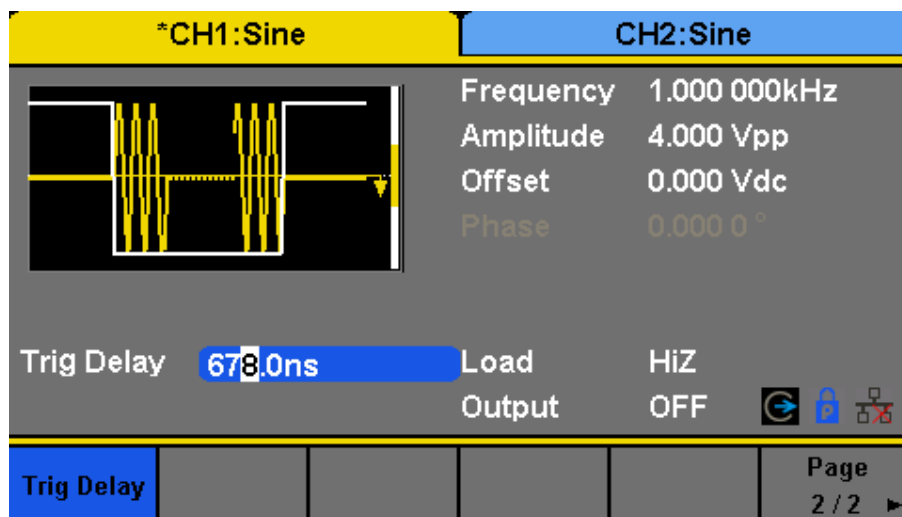 *CH1:Sine
CH2:Sine
Frequency 1.000 000kHz
Amplitude 4.000 Vpp
Offset 0.000 Vdc
Phase 0.000 0 °
Trig Delay 678.0ns
Load HiZ
Output OFF
P
Trig Delay
Page
2 / 2